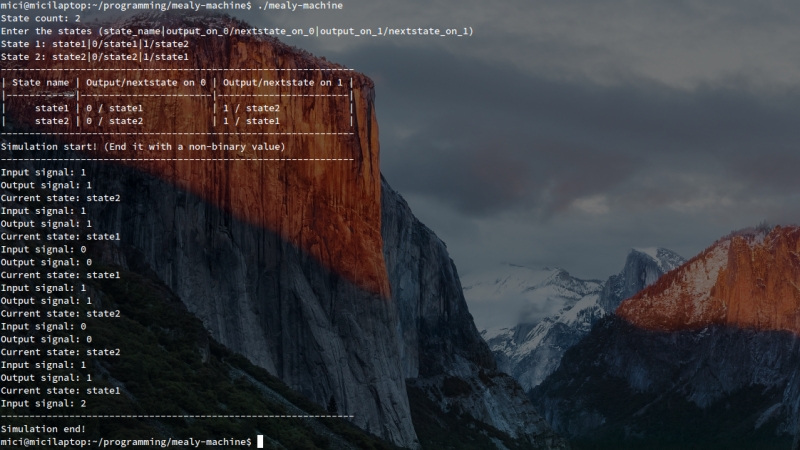 mici@micilaptop:~/programming/mealy-machine$ ./mealy-machine
State count: 2
Enter the states (state_name|output_on_0/nextstate_on_0|output_on_1/nextstate_on_1)
State 1: state1|0/state1|1/state2
State 2: state2|0/state2|1/state1
--------------------------------------------------------------
| State name | Output/nextstate on 0 | Output/nextstate on 1 |
|------------|-----------------------|-----------------------|
| state1 | 0 / state1 | 1 / state2 |
| state2 | 0 / state2 | 1 / state1 |
--------------------------------------------------------------
Simulation start! (End it with a non-binary value)
--------------------------------------------------------------
Input signal: 1
Output signal: 1
Current state: state2
Input signal: 1
Output signal: 1
Current state: state1
Input signal: 0
Output signal: 0
Current state: state1
Input signal: 1
Output signal: 1
Current state: state2
Input signal: 0
Output signal: 0
Current state: state2
Input signal: 1
Output signal: 1
Current state: state1
Input signal: 2
--------------------------------------------------------------
Simulation end!
mici@micilaptop:~/programming/mealy-machine$